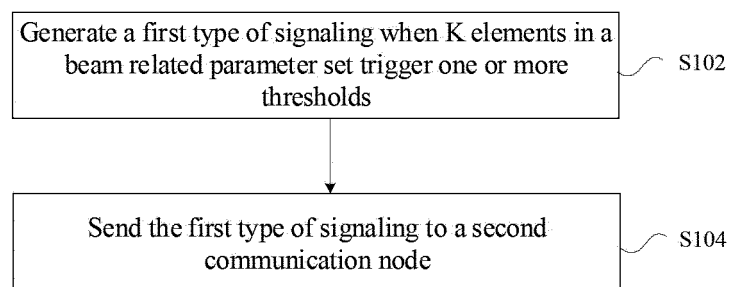 Generate a first type of signaling when K elements in a
beam related parameter set trigger one or more
thresholds
S102
Send the first type of signaling to a second
communication node
S104